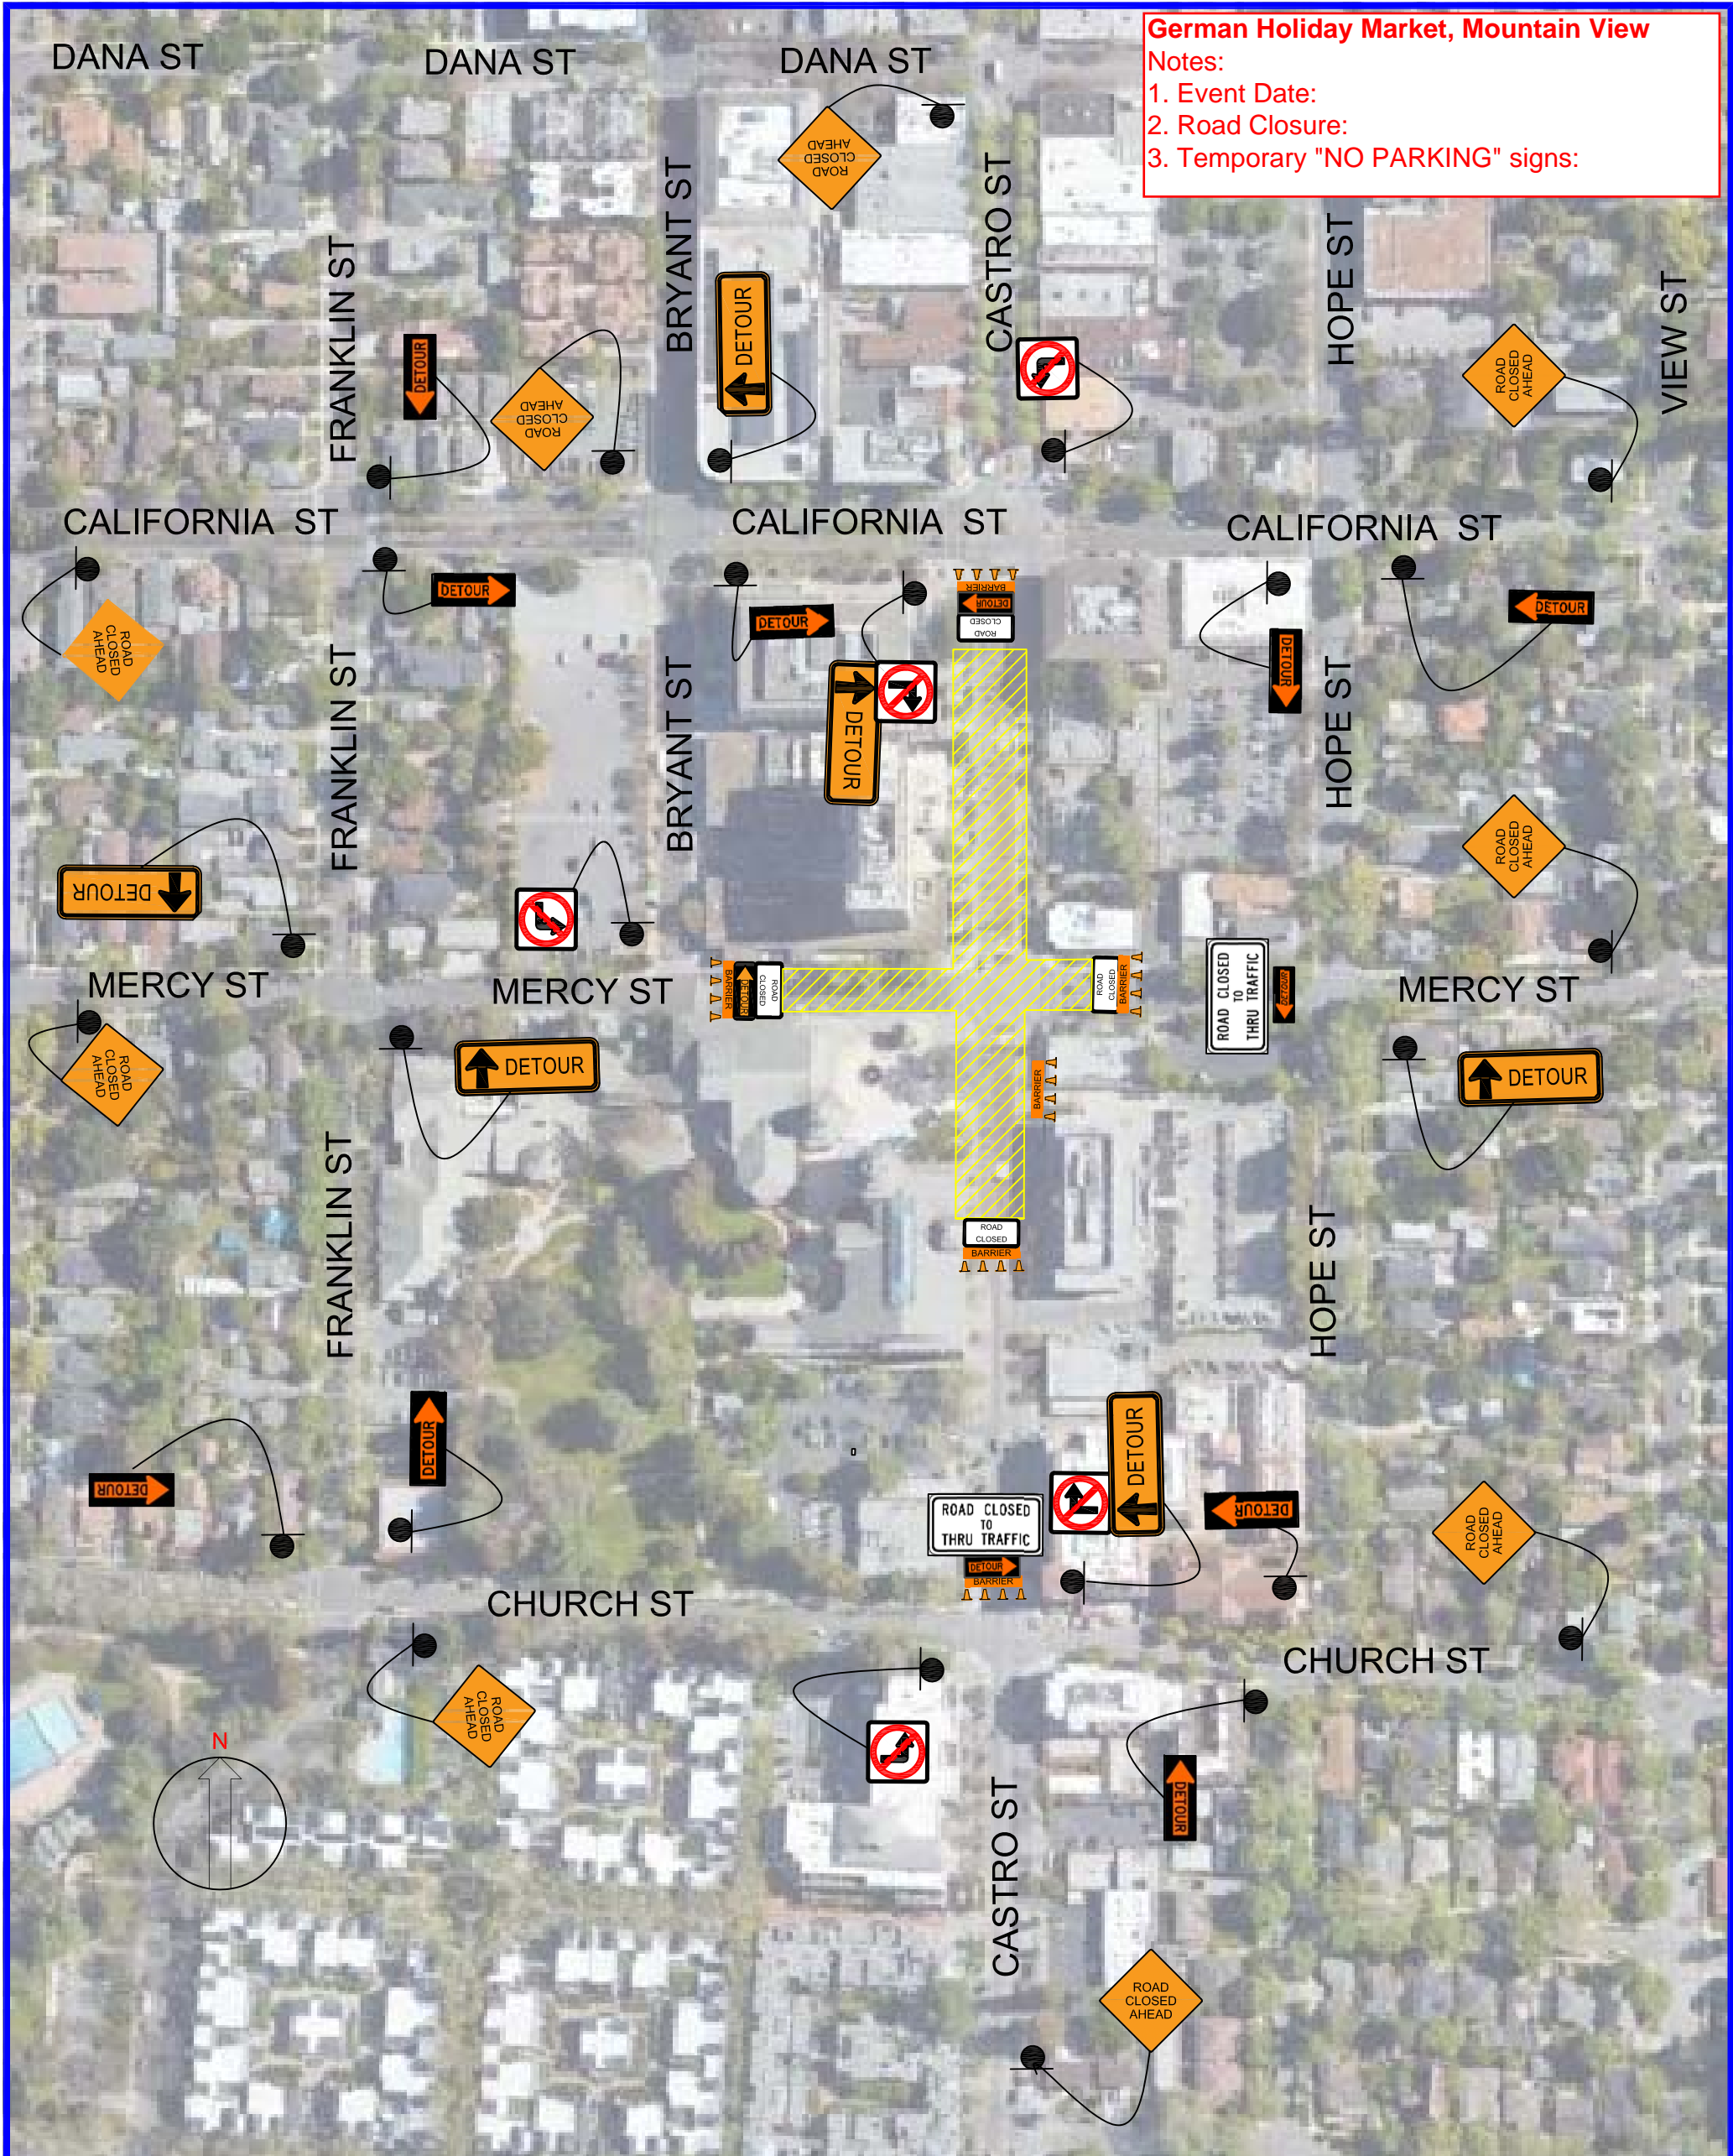 German Holiday Market, Mountain View
Notes:
1. Event Date:
2. Road Closure:
3. Temporary "NO PARKING" signs:
DANA ST
DANA ST
DANA ST
ROAD
CLOSED
AHEAD
BRYANT ST
CASTRO ST
FRANKLIN ST
HOPE ST
VIEW ST
DETOUR
DETOUR
ROAD
CLOSED
AHEAD
ROAD
CLOSED
AHEAD
CALIFORNIA ST
CALIFORNIA ST
CALIFORNIA ST
DETOUR
DETOUR
BARRIER
DETOUR
ROAD
CLOSED
DETOUR
DETOUR
ROAD
CLOSED
AHEAD
FRANKLIN ST
BRYANT ST
DETOUR
HOPE ST
ROAD
CLOSED
AHEAD
DETOUR
MERCY ST
MERCY ST
BARRIER
DETOUR
ROAD
CLOSED
ROAD
CLOSED
BARRIER
ROAD CLOSED
TO
THRU TRAFFIC
DETOUR
MERCY ST
ROAD
CLOSED
AHEAD
DETOUR
BARRIER
DETOUR
FRANKLIN ST
ROAD
CLOSED
BARRIER
HOPE ST
DETOUR
DETOUR
ROAD CLOSED
TO
THRU TRAFFIC
DETOUR
BARRIER
DETOUR
DETOUR
ROAD
CLOSED
AHEAD
CHURCH ST
CHURCH ST
ROAD
CLOSED
AHEAD
N
DETOUR
CASTRO ST
ROAD
CLOSED
AHEAD